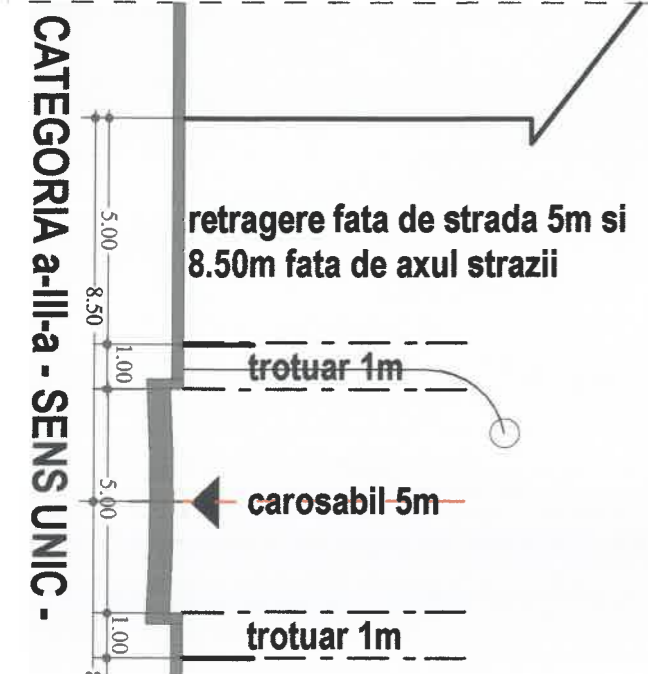 CATEGORIA a-III-a - SENS UNIC -
5.00
8.50
retragere fata de strada 5m si
8.50m fata de axul strazii
1.00
trotuar 1m
5.00
carosabil 5m
1.00
trotuar 1m